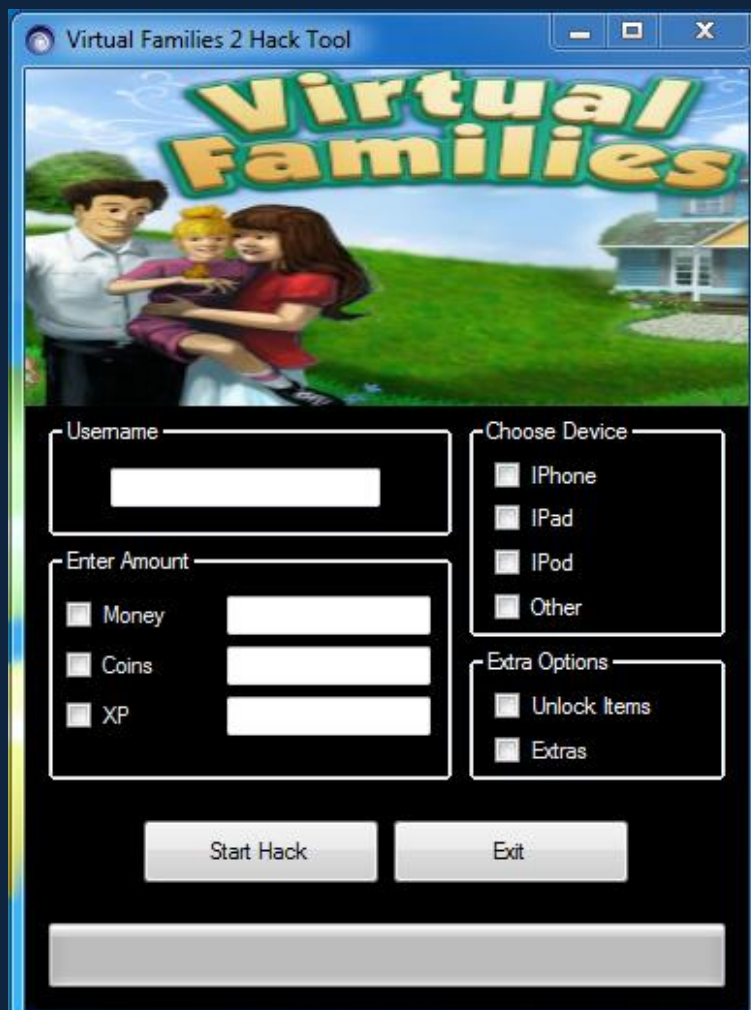 Virtual Families 2 Hack Tool
Virtual
Families
Username
Choose Device
IPhone
IPad
IPod
Other
Enter Amount
Money
Coins
XP
Extra Options
Unlock Items
Extras
Start Hack
Exit